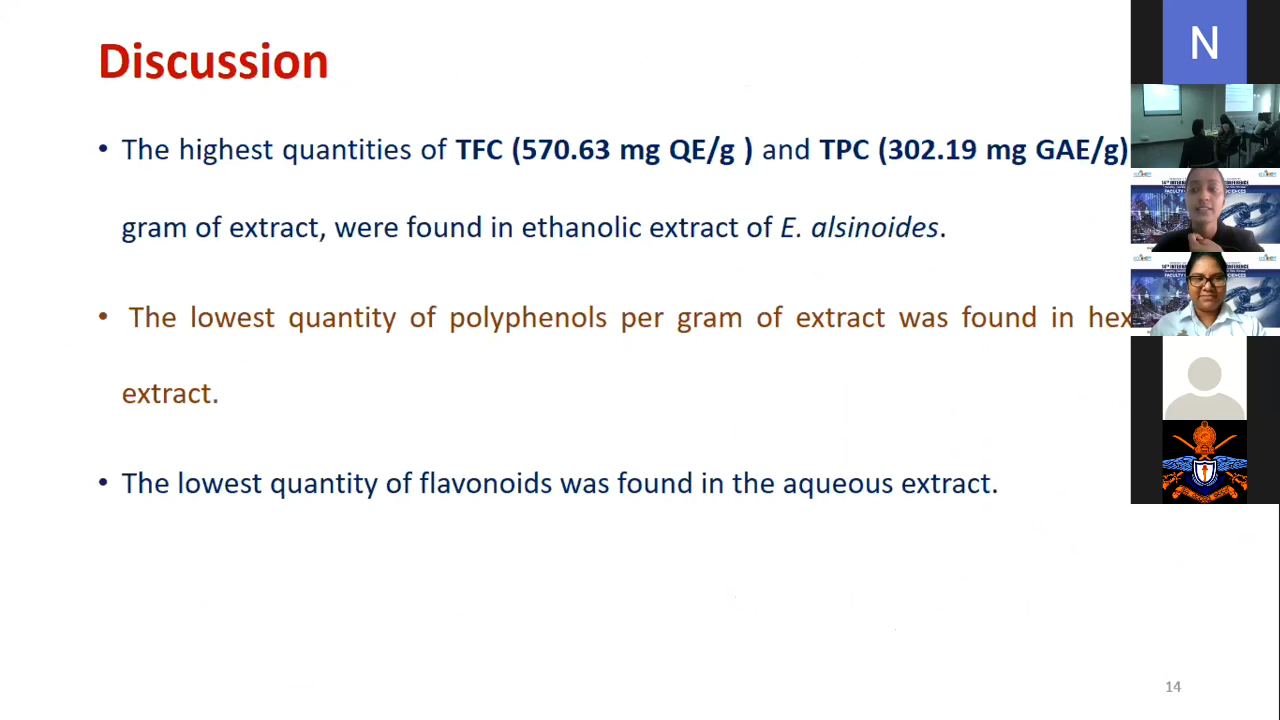 Discussion
N
• The highest quantities of TFC (570.63 mg QE/g ) and TPC (302.19 mg GAE/g)
gram of extract, were found in ethanolic extract of E. alsinoides.
• The lowest quantity of polyphenols per gram of extract was found in hex
extract.
• The lowest quantity of flavonoids was found in the aqueous extract.
14